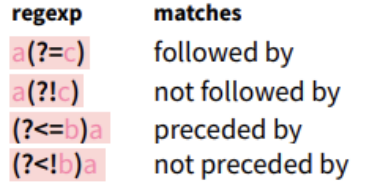 regexp matches
a(?=c) followed by
a(?!c) not followed by
(?<=b)a preceded by
(?<!b)a not preceded by